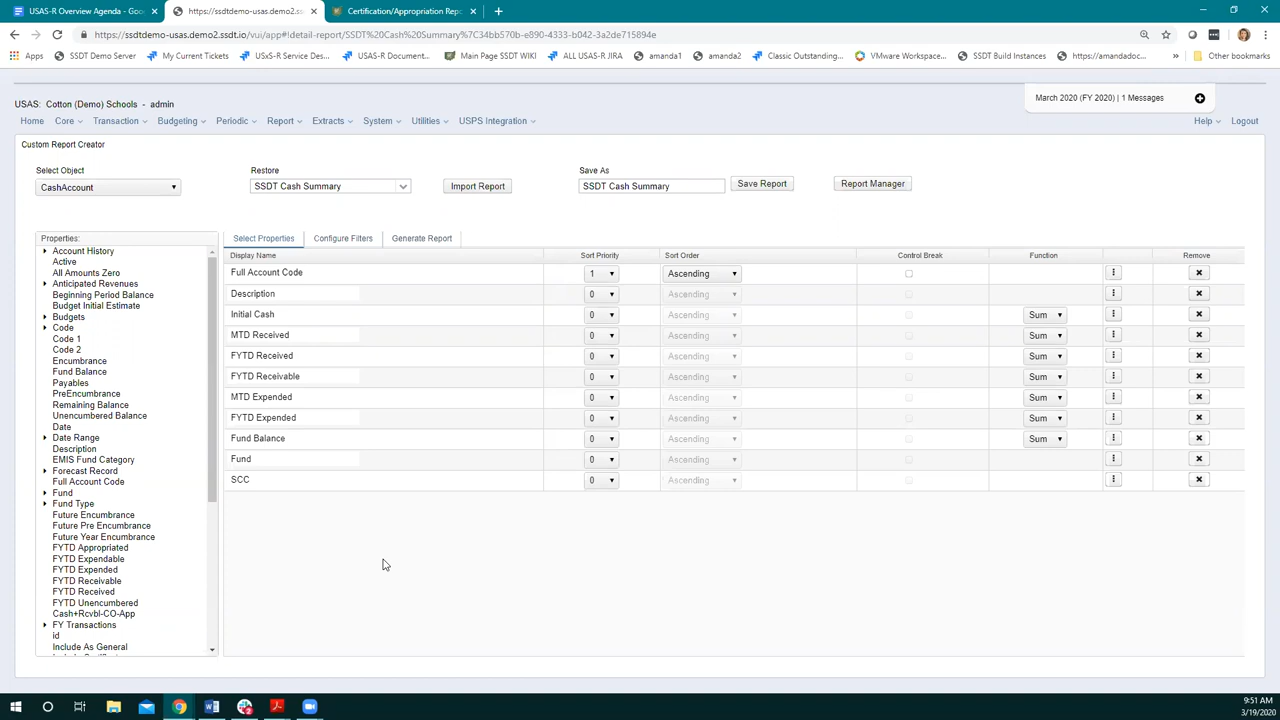 USAS-R Overview Agenda - Goo
https://ssdtdemo-usas.demo2.ssdt.io
Certification/Appropriation Repo
https://ssdtdemo-usas.demo2.ssdt.io/vui/app#!detail-report/SSDT%20Cash%20Summary%7C34bb570b-e890-4333-b042-3a2de715894e
Apps
SSDT Demo Server
My Current Tickets
USxS-R Service Des...
USAS-R Document...
Main Page SSDT WIKI
ALL USAS-R JIRA
amanda1
amanda2
Classic Outstanding...
VMware Workspace...
SSDT Build Instances
https://amandadoc...
Other bookmarks
March 2020 (FY 2020) | 1 Messages
USAS: Cotton (Demo) Schools - admin
Home Core Transaction Budgeting Periodic Report Extracts System Utilities USPS Integration Help Logout
Custom Report Creator
Select Object Restore Save As
CashAccount SSDT Cash Summary Import Report SSDT Cash Summary Save Report Report Manager
Properties:
Account History
Active
All Amounts Zero
Anticipated Revenues
Beginning Period Balance
Budget Initial Estimate
Budgets
Code
Code 1
Code 2
Encumbrance
Fund Balance
Payables
PreEncumbrance
Remaining Balance
Unencumbered Balance
Date
Date Range
Description
EMIS Fund Category
Forecast Record
Full Account Code
Fund
Fund Type
Future Encumbrance
Future Pre Encumbrance
Future Year Encumbrance
FYTD Appropriated
FYTD Expendable
FYTD Expended
FYTD Receivable
FYTD Received
FYTD Unencumbered
Cash+Rcvbl-CO-App
FY Transactions
id
Include As General
Select Properties Configure Filters Generate Report
Display Name Sort Priority Sort Order Control Break Function Remove
Full Account Code 1 Ascending
Description 0 Ascending
Initial Cash 0 Ascending Sum
MTD Received 0 Ascending Sum
FYTD Received 0 Ascending Sum
FYTD Receivable 0 Ascending Sum
MTD Expended 0 Ascending Sum
FYTD Expended 0 Ascending Sum
Fund Balance 0 Ascending Sum
Fund 0 Ascending
SCC 0 Ascending
9:51 AM
3/19/2020